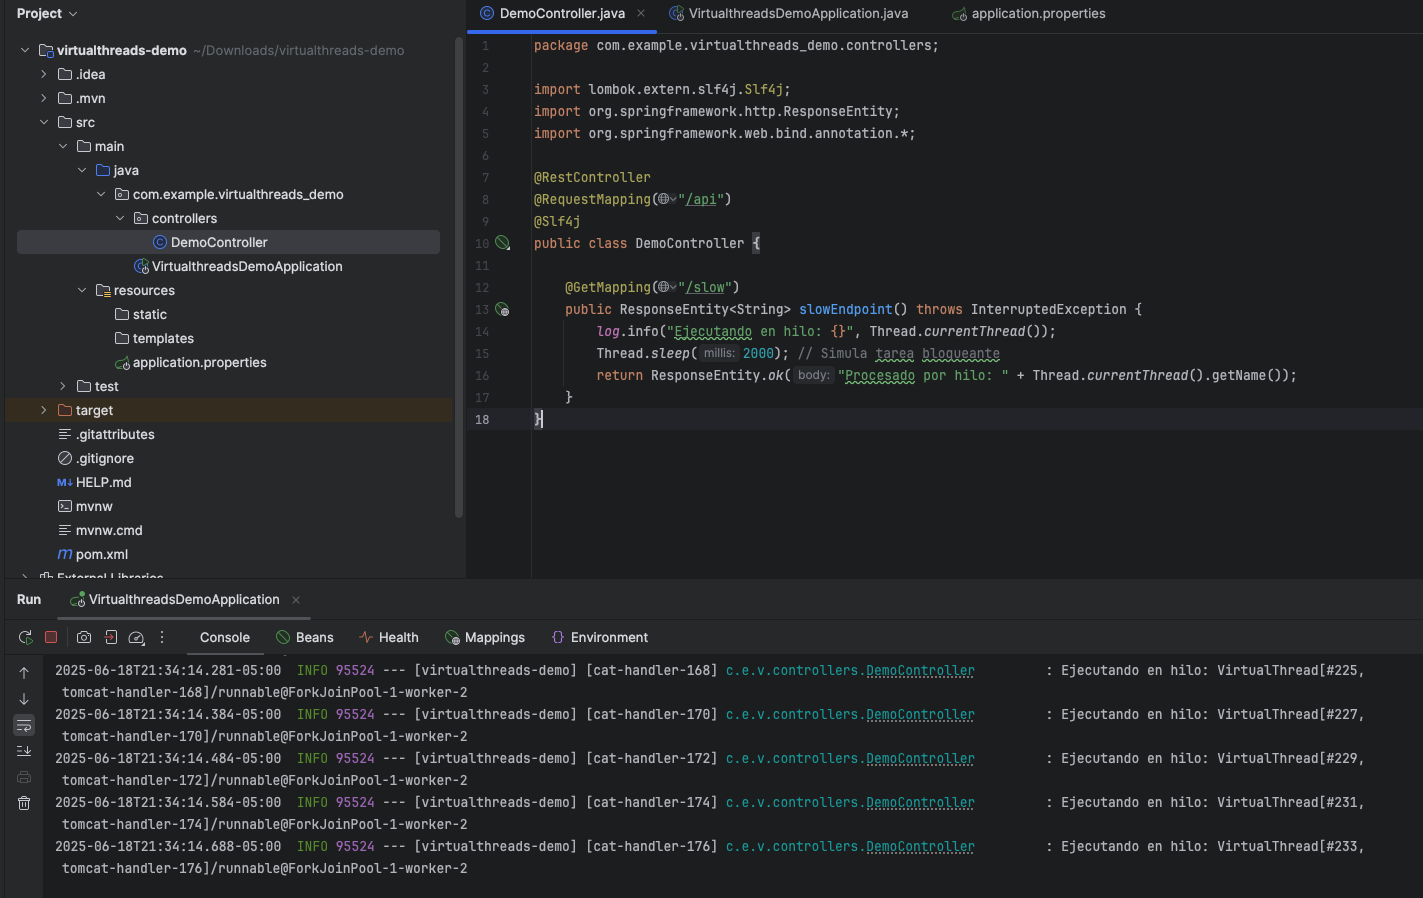 Project
virtualthreads-demo ~/Downloads/virtualthreads-demo
.idea
.mvn
src
main
java
com.example.virtualthreads_demo
controllers
DemoController
VirtualthreadsDemoApplication
resources
static
templates
application.properties
test
target
.gitattributes
.gitignore
HELP.md
mvnw
mvnw.cmd
pom.xml
External Libraries
DemoController.java
VirtualthreadsDemoApplication.java
application.properties
1 package com.example.virtualthreads_demo.controllers;
2
3 import lombok.extern.slf4j.Slf4j;
4 import org.springframework.http.ResponseEntity;
5 import org.springframework.web.bind.annotation.*;
6
7 @RestController
8 @RequestMapping("/api")
9 @Slf4j
10 public class DemoController {
11
12 @GetMapping("/slow")
13 public ResponseEntity<String> slowEndpoint() throws InterruptedException {
14 log.info("Ejecutando en hilo: {}", Thread.currentThread());
15 Thread.sleep( millis: 2000); // Simula tarea bloqueante
16 return ResponseEntity.ok( body: "Procesado por hilo: " + Thread.currentThread().getName());
17 }
18 }
Run VirtualthreadsDemoApplication
Console Beans Health Mappings Environment
2025-06-18T21:34:14.281-05:00 INFO 95524 --- [virtualthreads-demo] [cat-handler-168] c.e.v.controllers.DemoController : Ejecutando en hilo: VirtualThread[#225,
tomcat-handler-168]/runnable@ForkJoinPool-1-worker-2
2025-06-18T21:34:14.384-05:00 INFO 95524 --- [virtualthreads-demo] [cat-handler-170] c.e.v.controllers.DemoController : Ejecutando en hilo: VirtualThread[#227,
tomcat-handler-170]/runnable@ForkJoinPool-1-worker-2
2025-06-18T21:34:14.484-05:00 INFO 95524 --- [virtualthreads-demo] [cat-handler-172] c.e.v.controllers.DemoController : Ejecutando en hilo: VirtualThread[#229,
tomcat-handler-172]/runnable@ForkJoinPool-1-worker-2
2025-06-18T21:34:14.584-05:00 INFO 95524 --- [virtualthreads-demo] [cat-handler-174] c.e.v.controllers.DemoController : Ejecutando en hilo: VirtualThread[#231,
tomcat-handler-174]/runnable@ForkJoinPool-1-worker-2
2025-06-18T21:34:14.688-05:00 INFO 95524 --- [virtualthreads-demo] [cat-handler-176] c.e.v.controllers.DemoController : Ejecutando en hilo: VirtualThread[#233,
tomcat-handler-176]/runnable@ForkJoinPool-1-worker-2